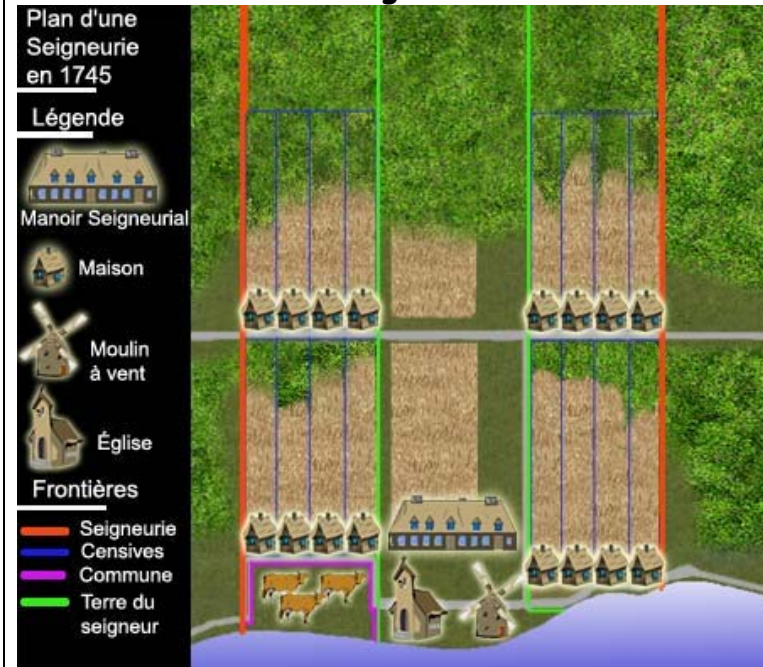 Plan d'une
Seigneurie
en 1745
Légende
Manoir Seigneurial
Maison
Moulin
à vent
Église
Frontières
Seigneurie
Censives
Commune
Terre du
seigneur